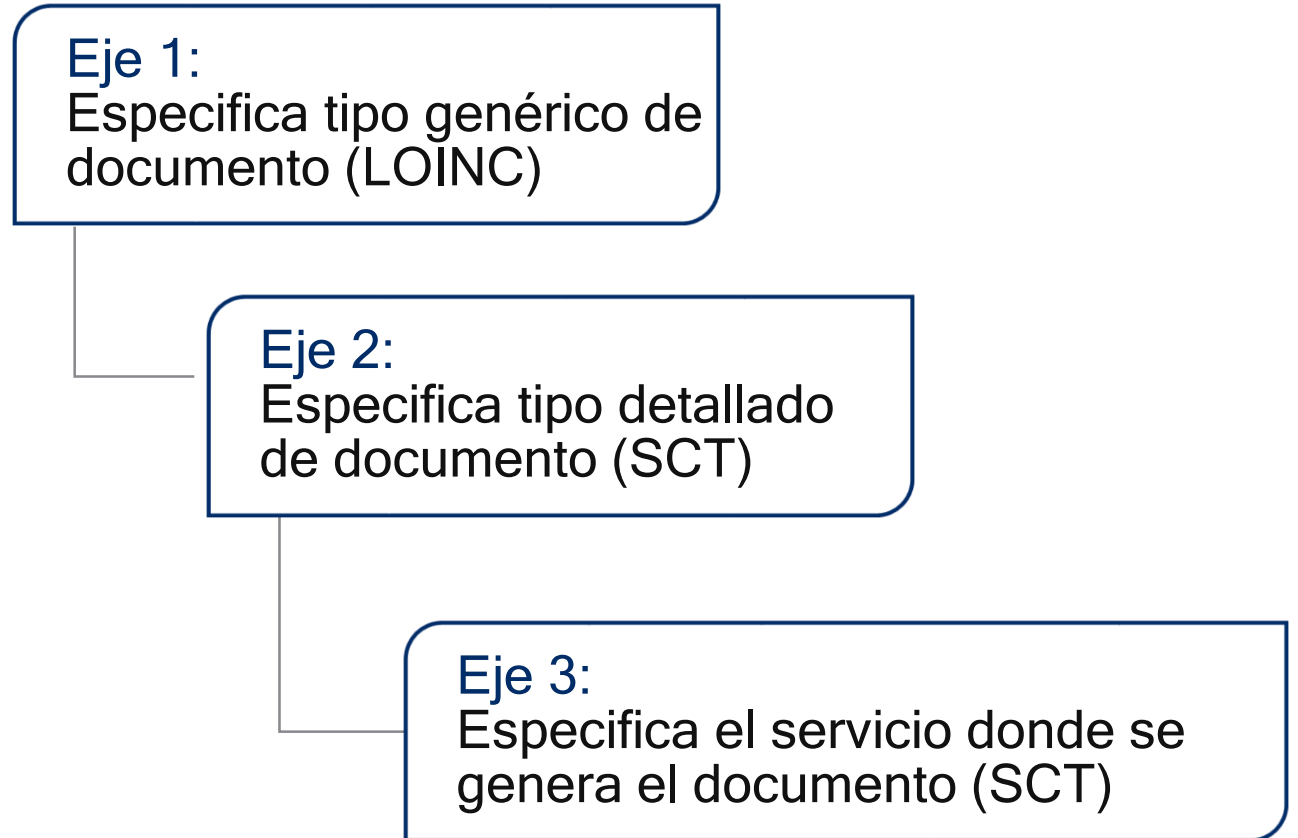 Eje 1:
Especifica tipo genérico de
documento (LOINC)
Eje 2:
Especifica tipo detallado
de documento (SCT)
Eje 3:
Especifica el servicio donde se
genera el documento (SCT)